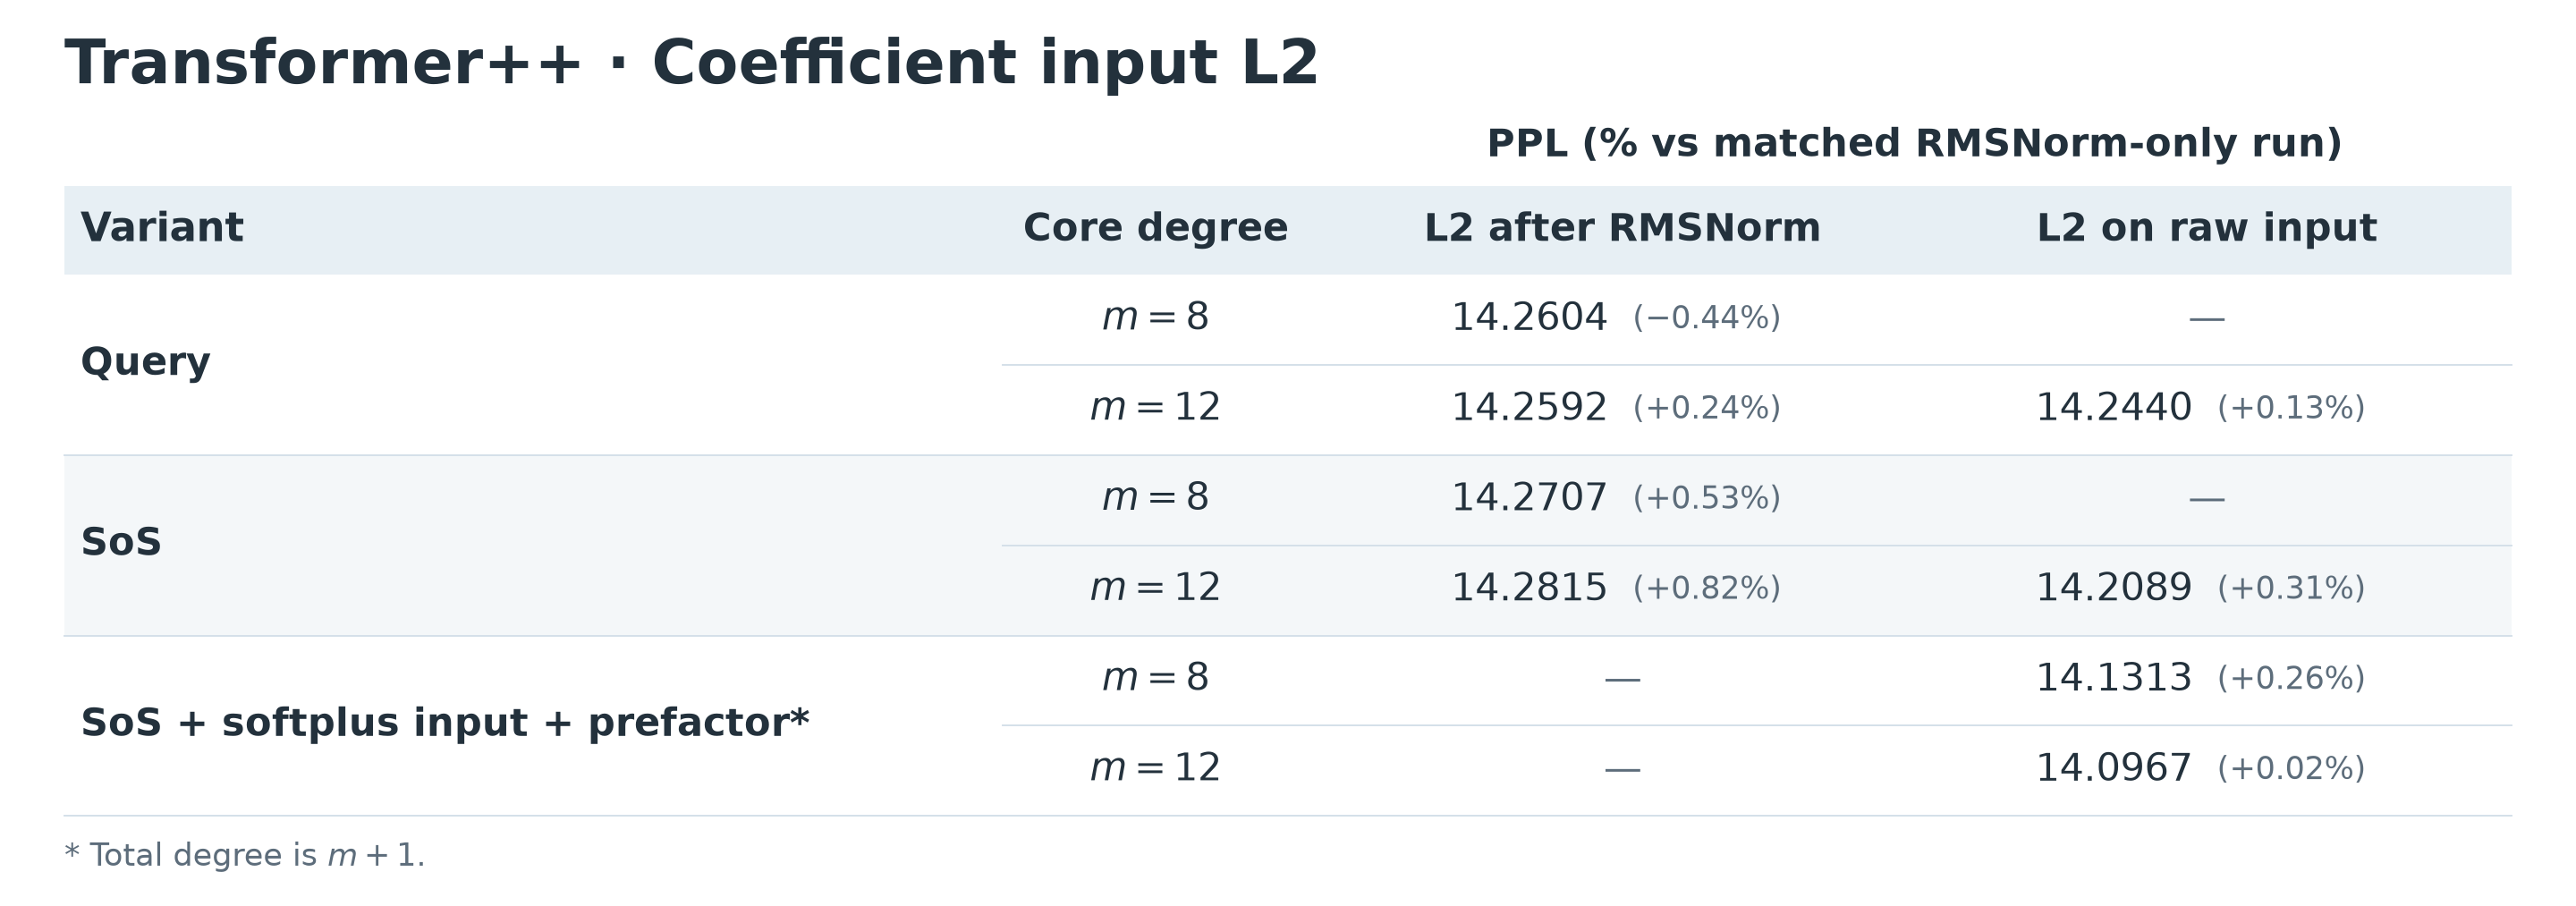 Transformer++ · Coefficient input L2
PPL (% vs matched RMSNorm-only run)
Variant Core degree L2 after RMSNorm L2 on raw input
Query
m = 8 14.2604 (−0.44%) —
m = 12 14.2592 (+0.24%) 14.2440 (+0.13%)
SoS
m = 8 14.2707 (+0.53%) —
m = 12 14.2815 (+0.82%) 14.2089 (+0.31%)
SoS + softplus input + prefactor*
m = 8 — 14.1313 (+0.26%)
m = 12 — 14.0967 (+0.02%)
* Total degree is m + 1.